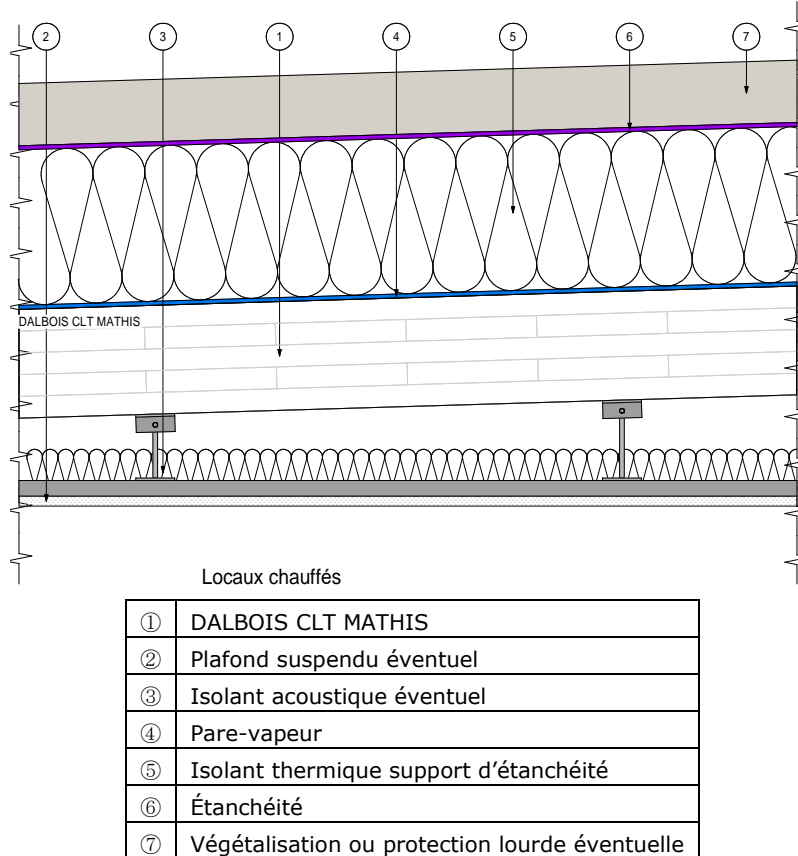 2 3 1 4 5 6 7
DALBOIS CLT MATHIS
Locaux chauffés
① DALBOIS CLT MATHIS
② Plafond suspendu éventuel
③ Isolant acoustique éventuel
④ Pare-vapeur
⑤ Isolant thermique support d’étanchéité
⑥ Étanchéité
⑦ Végétalisation ou protection lourde éventuelle